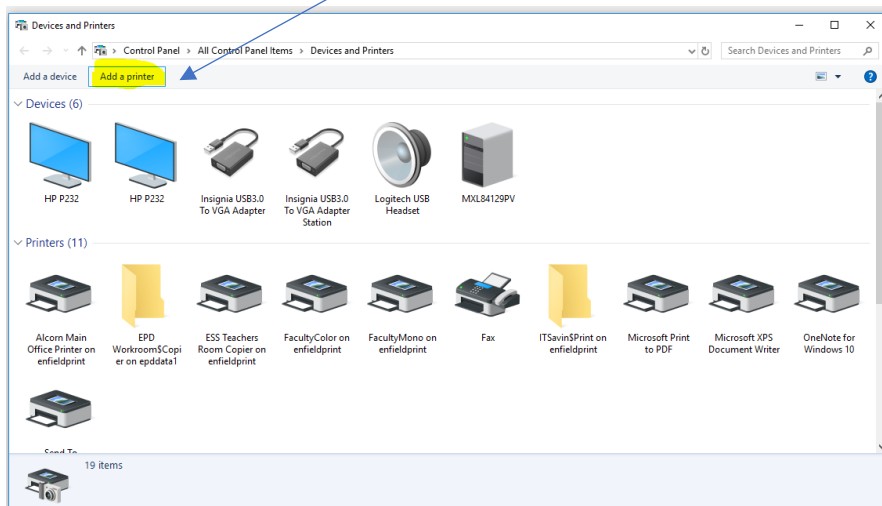 Devices and Printers
Control Panel > All Control Panel Items > Devices and Printers
Search Devices and Printers
Add a device Add a printer
?
Devices (6)
HP P232
HP P232
Insignia USB3.0
To VGA Adapter
Insignia USB3.0
To VGA Adapter
Station
Logitech USB
Headset
MXL84129PV
Printers (11)
Alcorn Main
Office Printer on
enfieldprint
EPD
Workroom$Copi
er on epddata1
ESS Teachers
Room Copier on
enfieldprint
FacultyColor on
enfieldprint
FacultyMono on
enfieldprint
Fax
ITSavin$Print on
enfieldprint
Microsoft Print
to PDF
Microsoft XPS
Document Writer
OneNote for
Windows 10
Send To
19 items